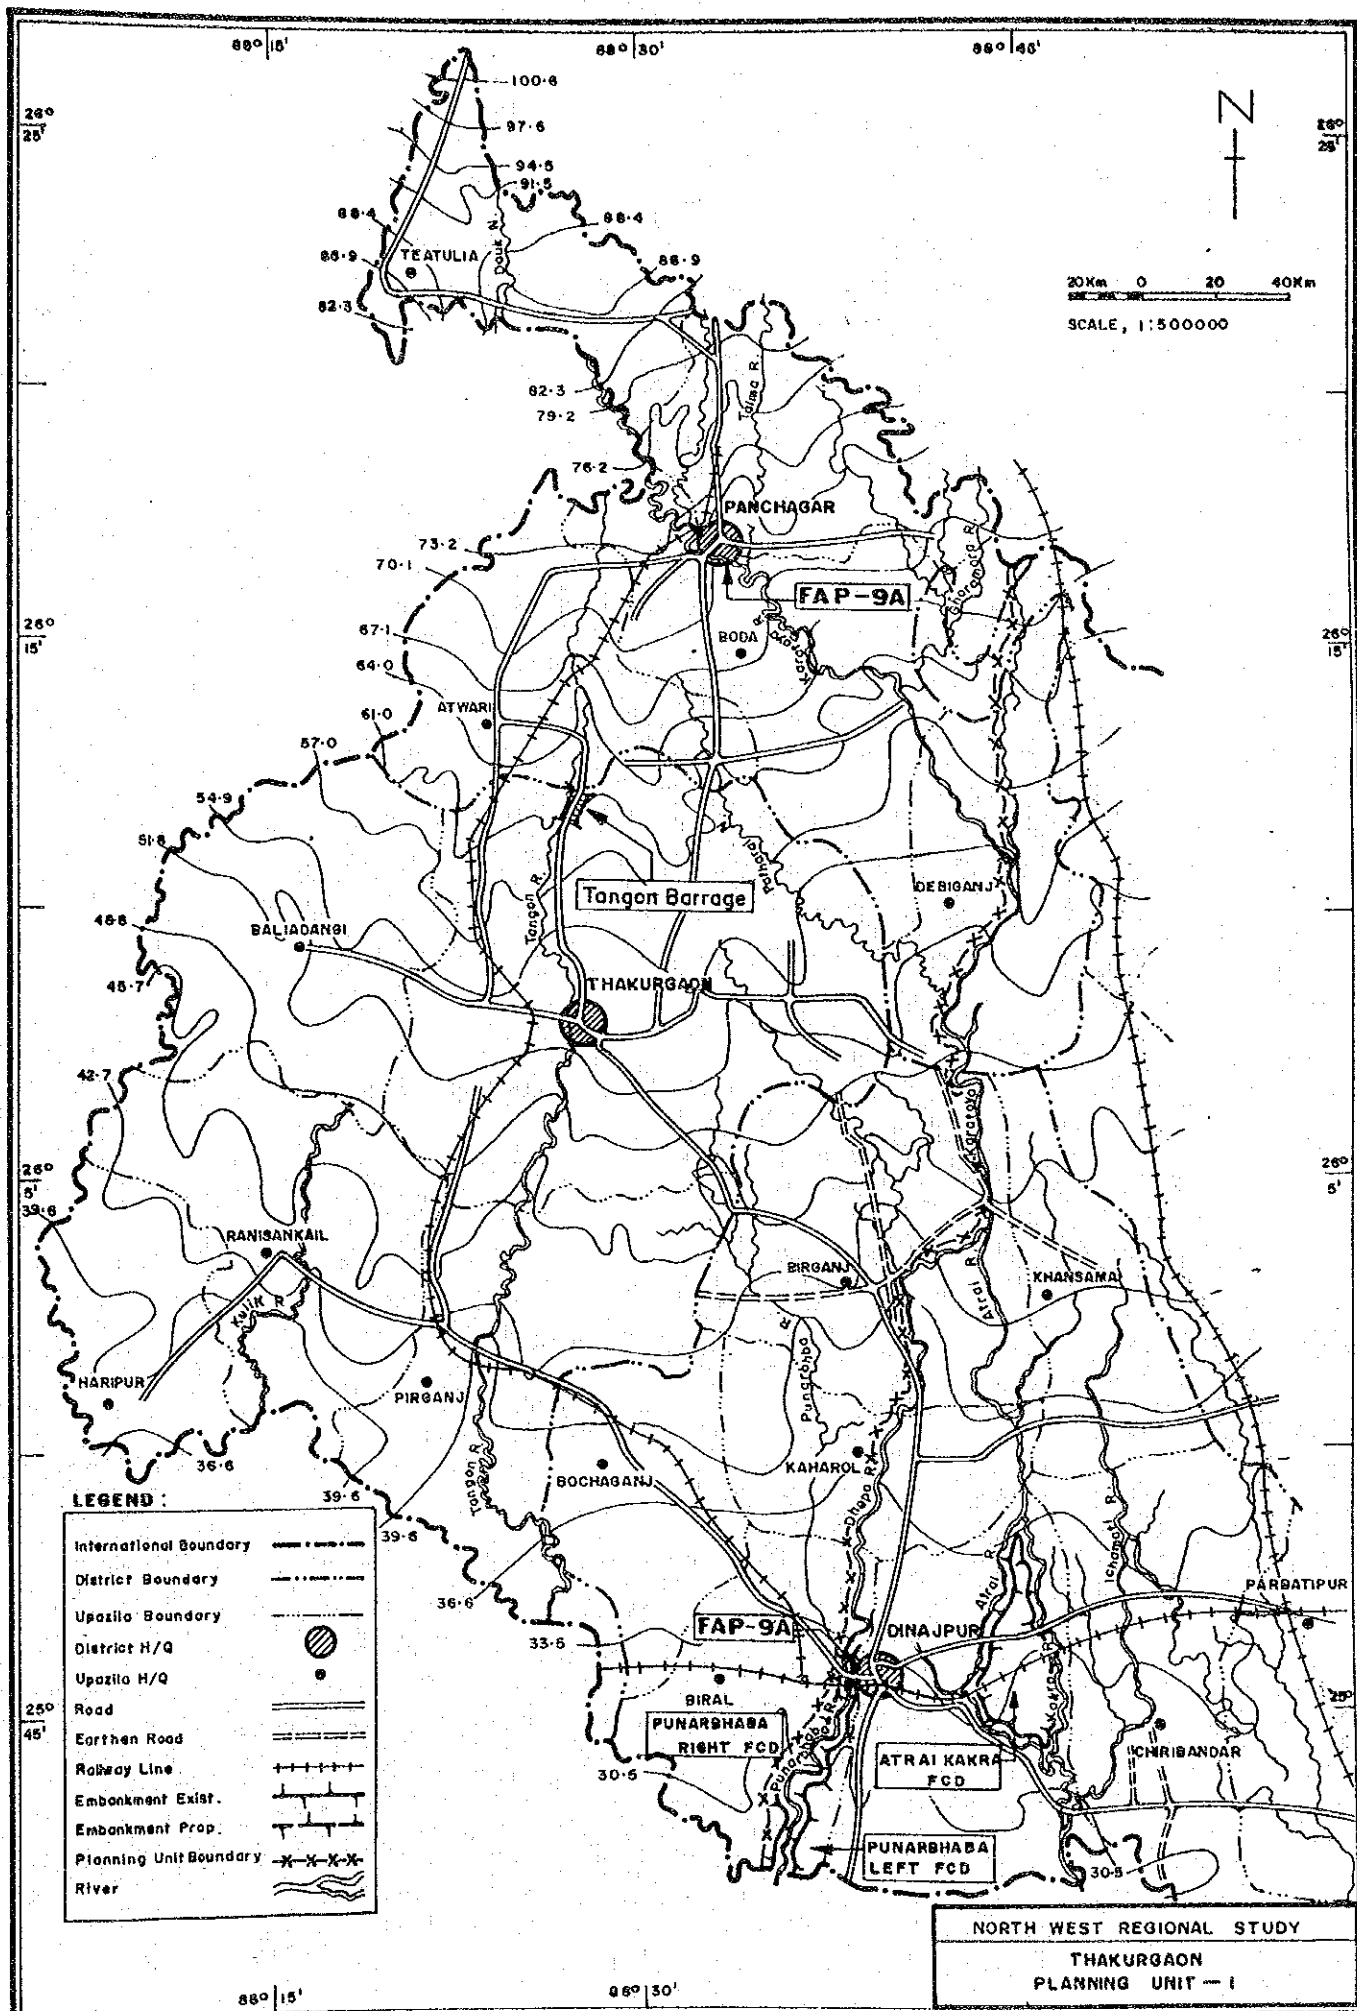 88° 15'
88° 30'
88° 45'
26°
25'
26°
25'
N
100.6
97.6
94.5
91.5
88.4
88.4
86.9
86.9
TEATULIA
Douk N.
82.3
20Km 0 20 40Km
SCALE, 1:500000
82.3
79.2
Talma R.
76.2
PANCHAGAR
73.2
70.1
Ghoramara R.
FAP-9A
67.1
64.0
26°
15'
26°
15'
BODA
Karatoya R
ATWARI
61.0
57.0
54.9
51.8
Patharaj
DEBIGANJ
Tangon Barrage
Tangon R.
48.8
BALIADANGI
45.7
THAKURGAON
42.7
Karatoya
26°
5'
26°
5'
39.6
RANISANKAIL
BIRGANJ
Atrai R
KHANSAMA
Kulik R
R
Punarbhba
HARIPUR
PIRGANJ
36.6
Tangon R
BOCHAGANJ
KAHAROL
39.6
39.6
Dhepa R
Ichamati R
36.6
Atrai R
PARBATIPUR
33.6
FAP-9A
DINAJPUR
Kakra R
BIRAL
25°
45'
25°
PUNARBHABA
RIGHT FCD
Punarbhaba R
ATRAI KAKRA
FCD
CHIRIBANDAR
30.5
PUNARBHABA
LEFT FCD
30.5
LEGEND :
International Boundary
District Boundary
Upazila Boundary
District H/Q
Upazila H/Q
Road
Earthen Road
Railway Line
Embankment Exist.
Embankment Prop.
Planning Unit Boundary
River
NORTH WEST REGIONAL STUDY
THAKURGAON
PLANNING UNIT - 1
88° 15'
88° 30'